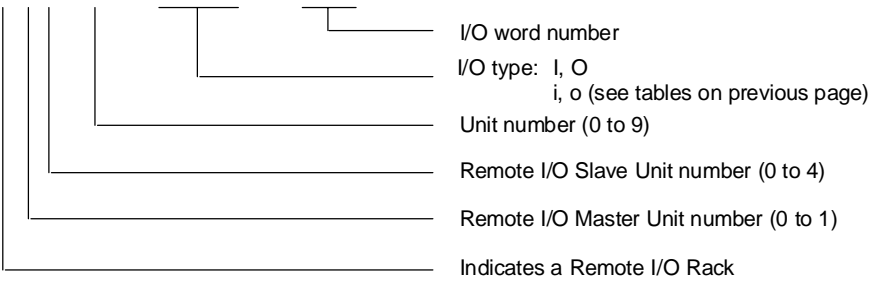 I/O word number
I/O type: I, O
i, o (see tables on previous page)
Unit number (0 to 9)
Remote I/O Slave Unit number (0 to 4)
Remote I/O Master Unit number (0 to 1)
Indicates a Remote I/O Rack